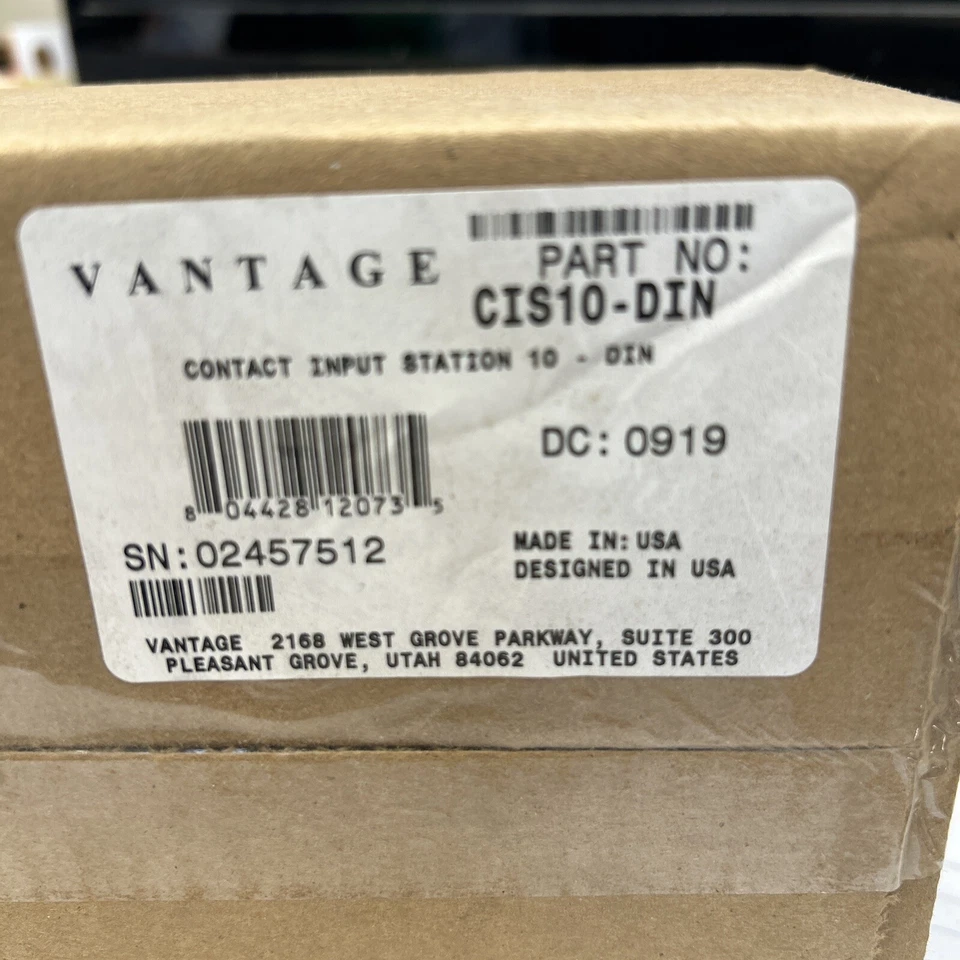 VANTAGE
PART NO:
CIS10-DIN
CONTACT INPUT STATION 10 - DIN
DC: 0919
8 04428 12073 5
SN:02457512
MADE IN: USA
DESIGNED IN USA
VANTAGE 2168 WEST GROVE PARKWAY, SUITE 300
PLEASANT GROVE, UTAH 84062 UNITED STATES